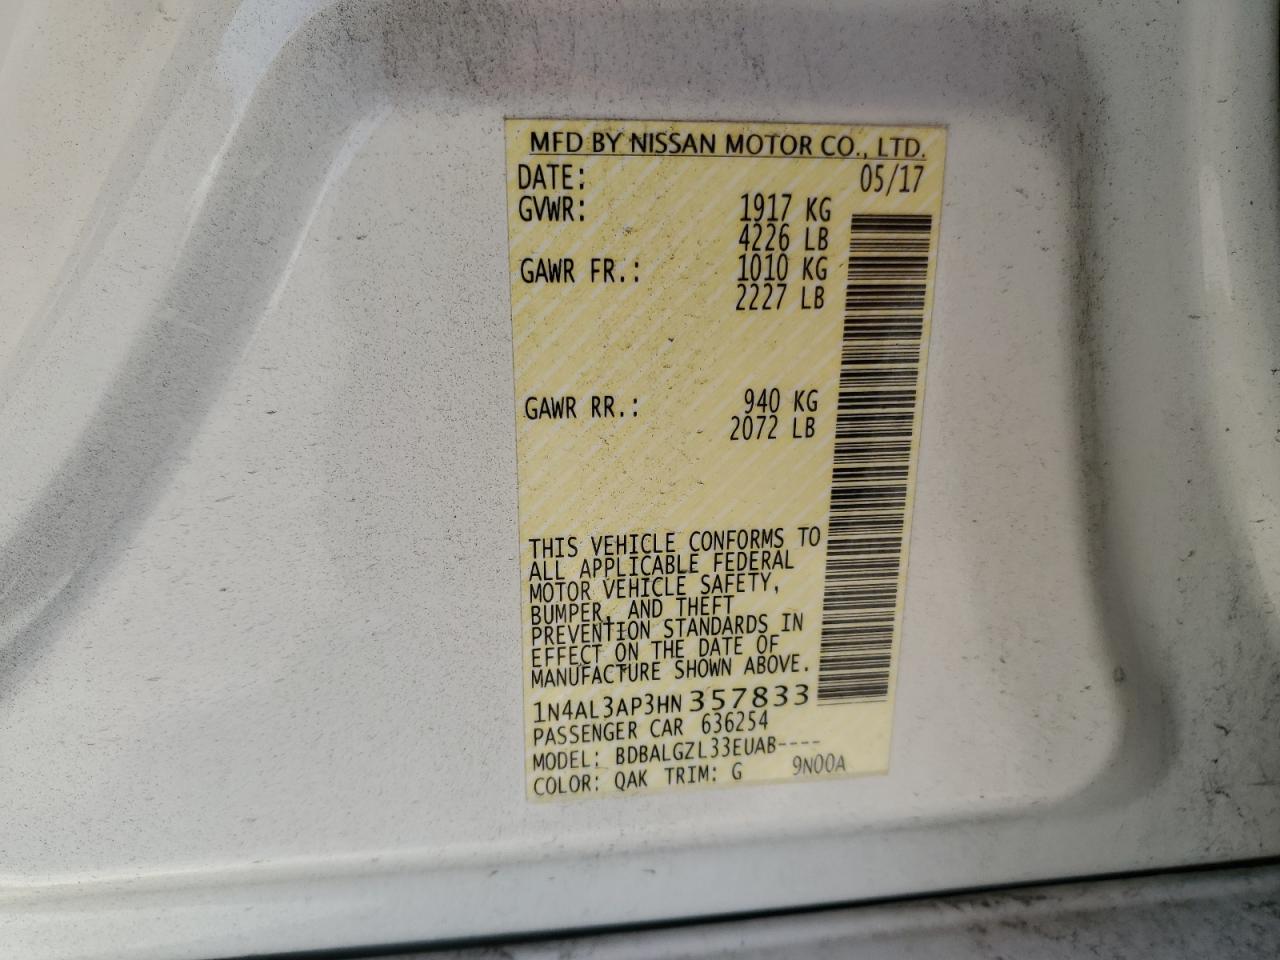 MFD BY NISSAN MOTOR CO., LTD.
DATE: 05/17
GVWR: 1917 KG
4226 LB
GAWR FR.: 1010 KG
2227 LB
GAWR RR.: 940 KG
2072 LB
THIS VEHICLE CONFORMS TO
ALL APPLICABLE FEDERAL
MOTOR VEHICLE SAFETY,
BUMPER, AND THEFT
PREVENTION STANDARDS IN
EFFECT ON THE DATE OF
MANUFACTURE SHOWN ABOVE.
1N4AL3AP3HN357833
PASSENGER CAR 636254
MODEL: BDBALGZL33EUAB----
COLOR: QAK TRIM: G 9N00A